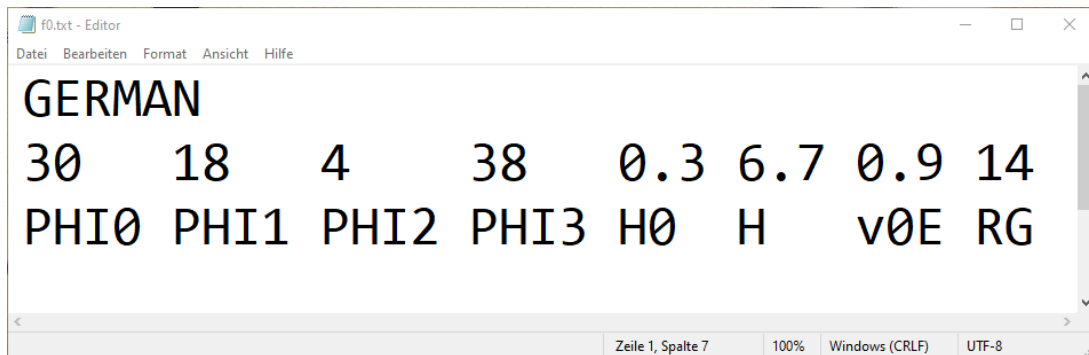 f0.txt - Editor
Datei Bearbeiten Format Ansicht Hilfe
GERMAN
30 18 4 38 0.3 6.7 0.9 14
PHI0 PHI1 PHI2 PHI3 H0 H v0E RG
Zeile 1, Spalte 7 100% Windows (CRLF) UTF-8